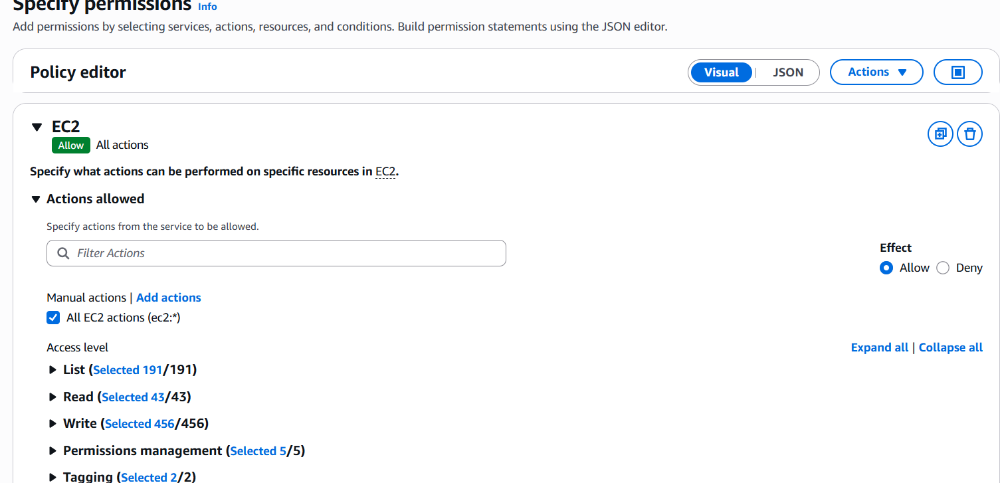 Specify permissions Info
Add permissions by selecting services, actions, resources, and conditions. Build permission statements using the JSON editor.
Policy editor
Visual | JSON
Actions
EC2
Allow All actions
Specify what actions can be performed on specific resources in EC2.
Actions allowed
Specify actions from the service to be allowed.
Filter Actions
Effect
Allow Deny
Manual actions | Add actions
All EC2 actions (ec2:*)
Access level
Expand all | Collapse all
List (Selected 191/191)
Read (Selected 43/43)
Write (Selected 456/456)
Permissions management (Selected 5/5)
Tagging (Selected 2/2)